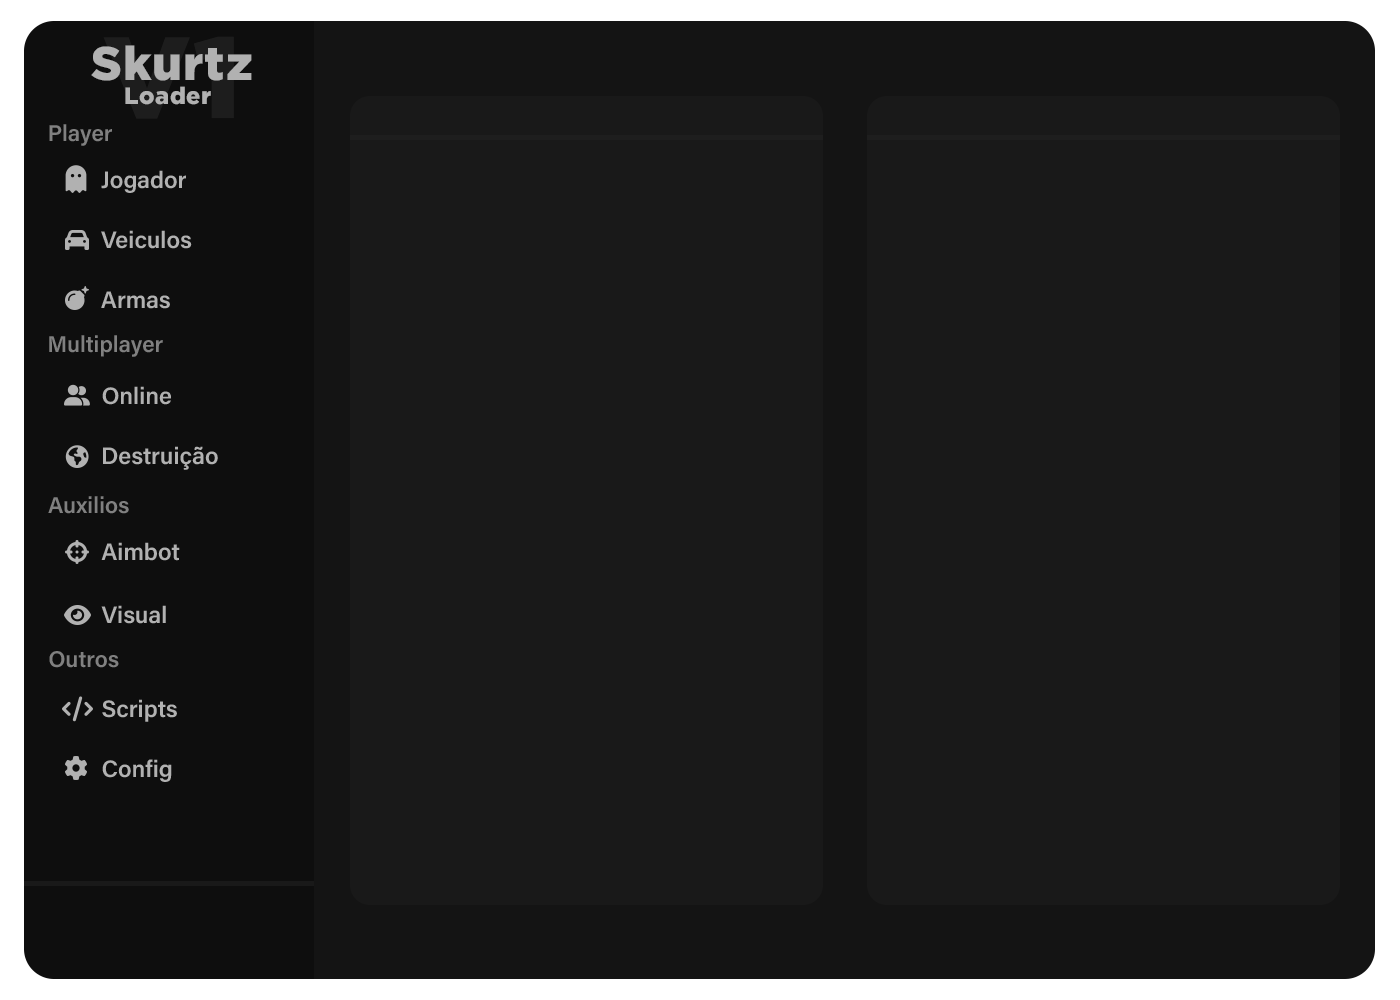 V1
Skurtz
Loader
Player
Jogador
Veiculos
Armas
Multiplayer
Online
Destruição
Auxilios
Aimbot
Visual
Outros
Scripts
Config